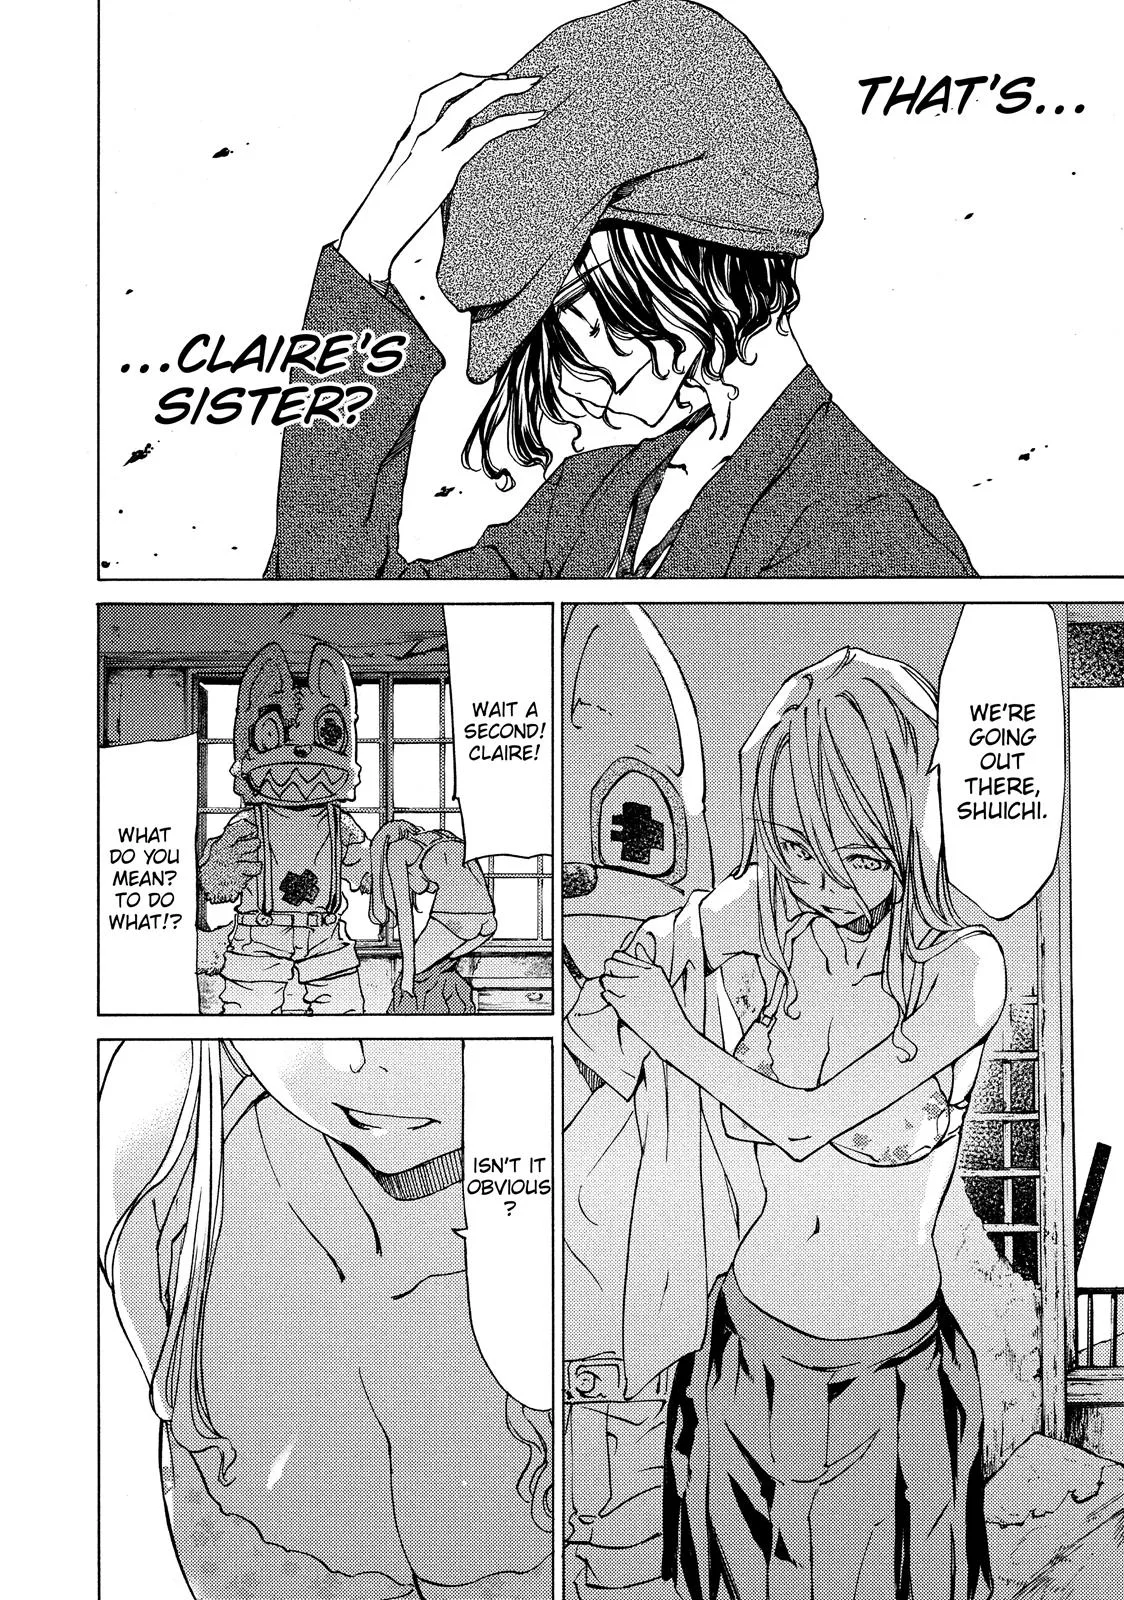 THAT'S...
...CLAIRE'S
SISTER?
WE'RE
GOING
OUT
THERE,
SHUICHI.
WAIT A
SECOND!
CLAIRE!
WHAT
DO YOU
MEAN?
TO DO
WHAT!?
ISN'T IT
OBVIOUS
?